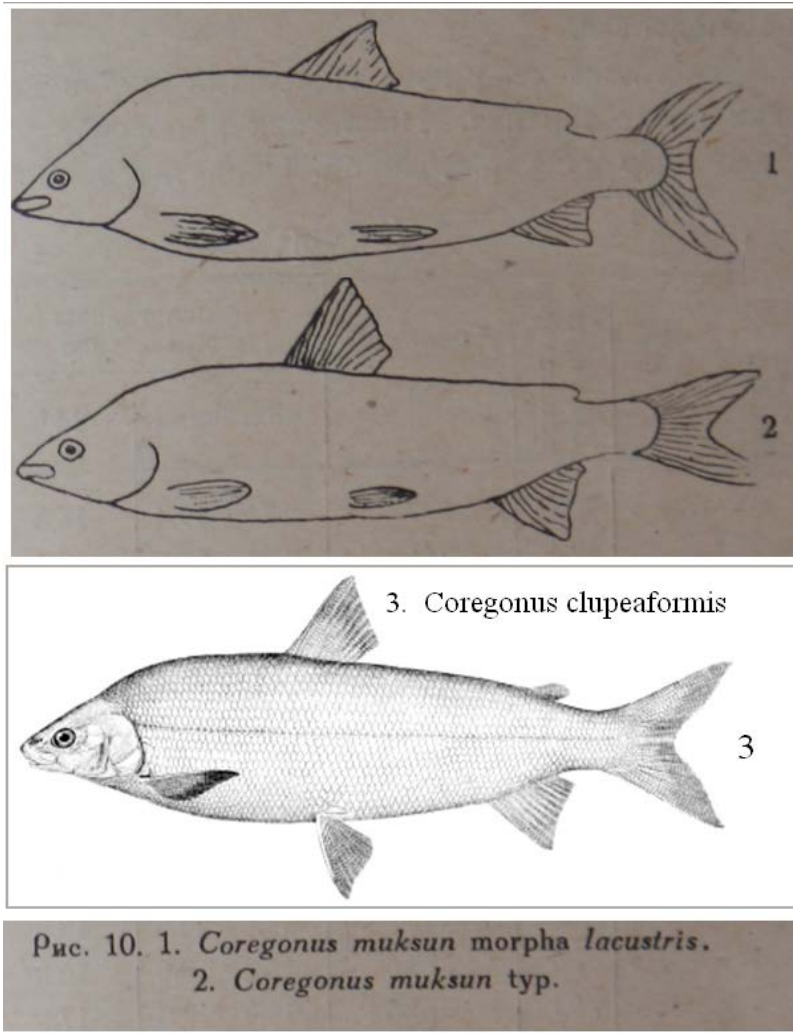 1
2
3. Coregonus clupeaformis
3
Рис. 10. 1. Coregonus muksun morpha lacustris.
2. Coregonus muksun typ.